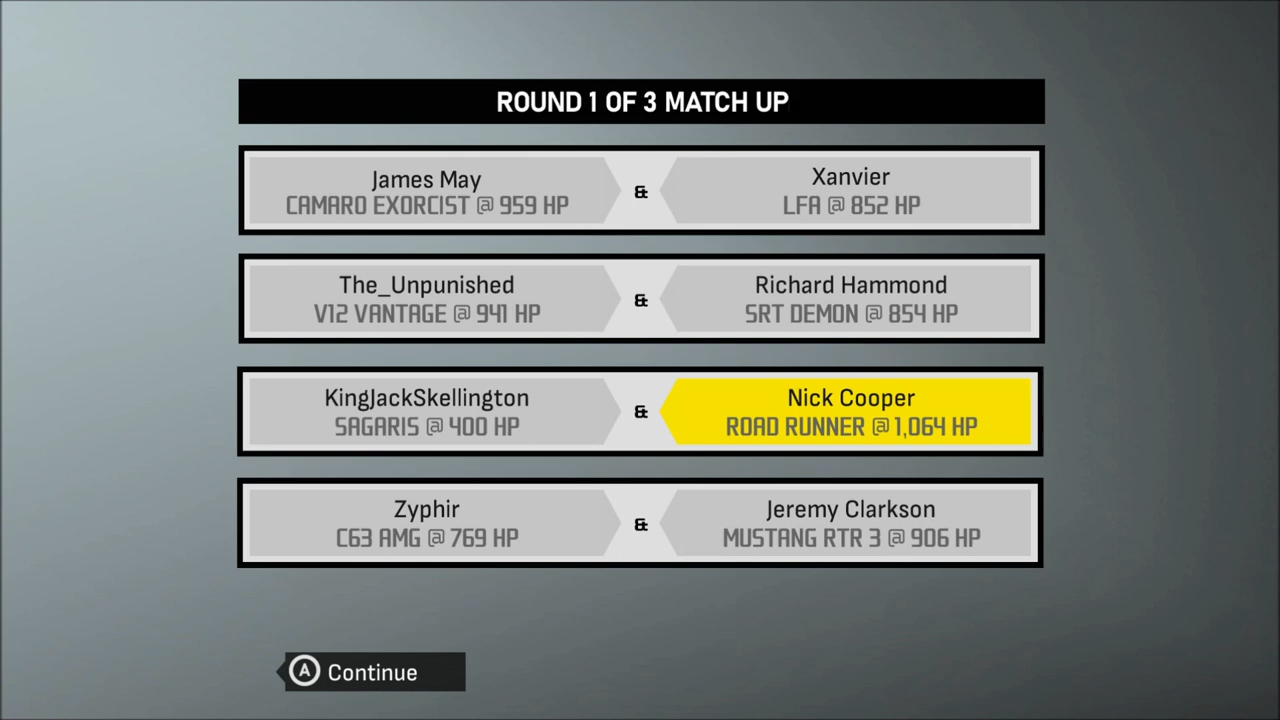 ROUND 1 OF 3 MATCH UP
James May
CAMARO EXORCIST @ 959 HP
&
Xanvier
LFA @ 852 HP
The_Unpunished
V12 VANTAGE @ 941 HP
&
Richard Hammond
SRT DEMON @ 854 HP
KingJackSkellington
SAGARIS @ 400 HP
&
Nick Cooper
ROAD RUNNER @ 1,064 HP
Zyphir
C63 AMG @ 769 HP
&
Jeremy Clarkson
MUSTANG RTR 3 @ 906 HP
A Continue